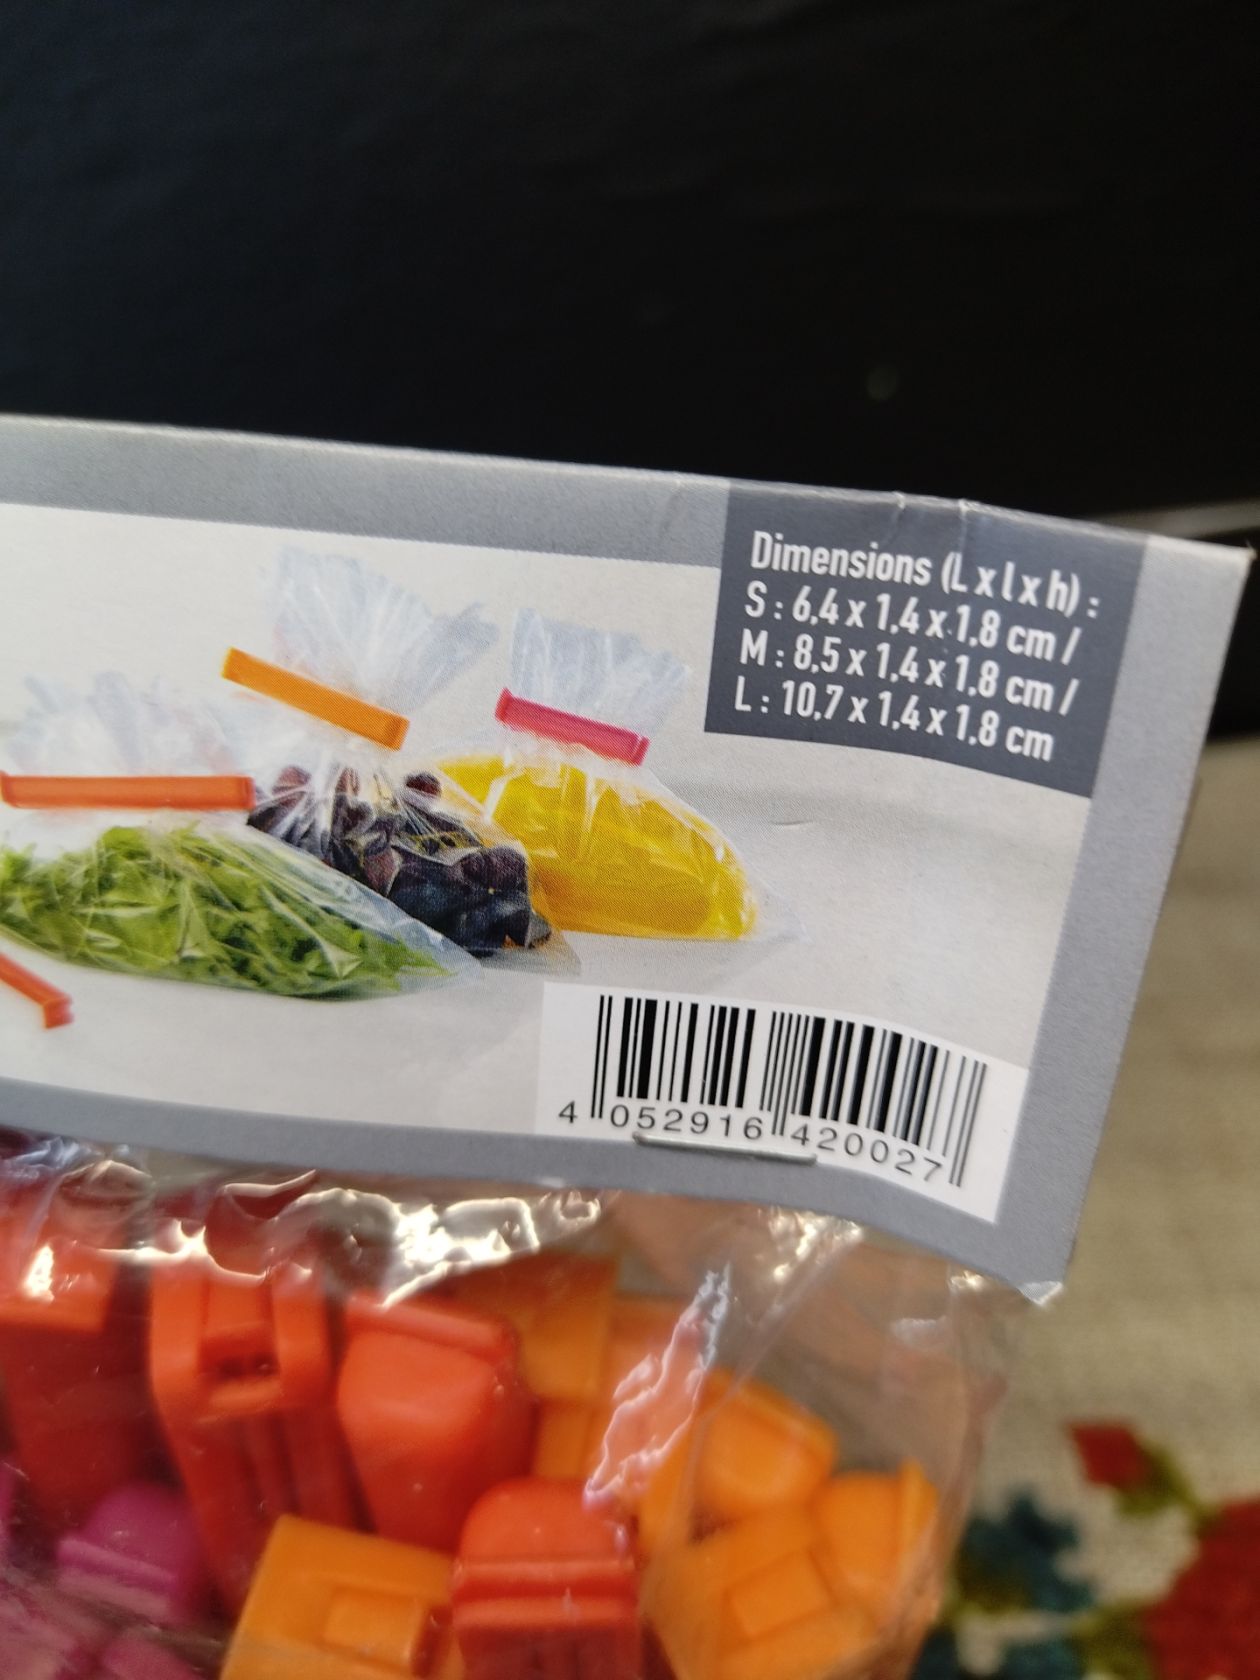 Dimensions (L x l x h) :
S : 6,4 x 1,4 x 1,8 cm /
M : 8,5 x 1,4 x 1,8 cm /
L : 10,7 x 1,4 x 1,8 cm
4 052916 420027